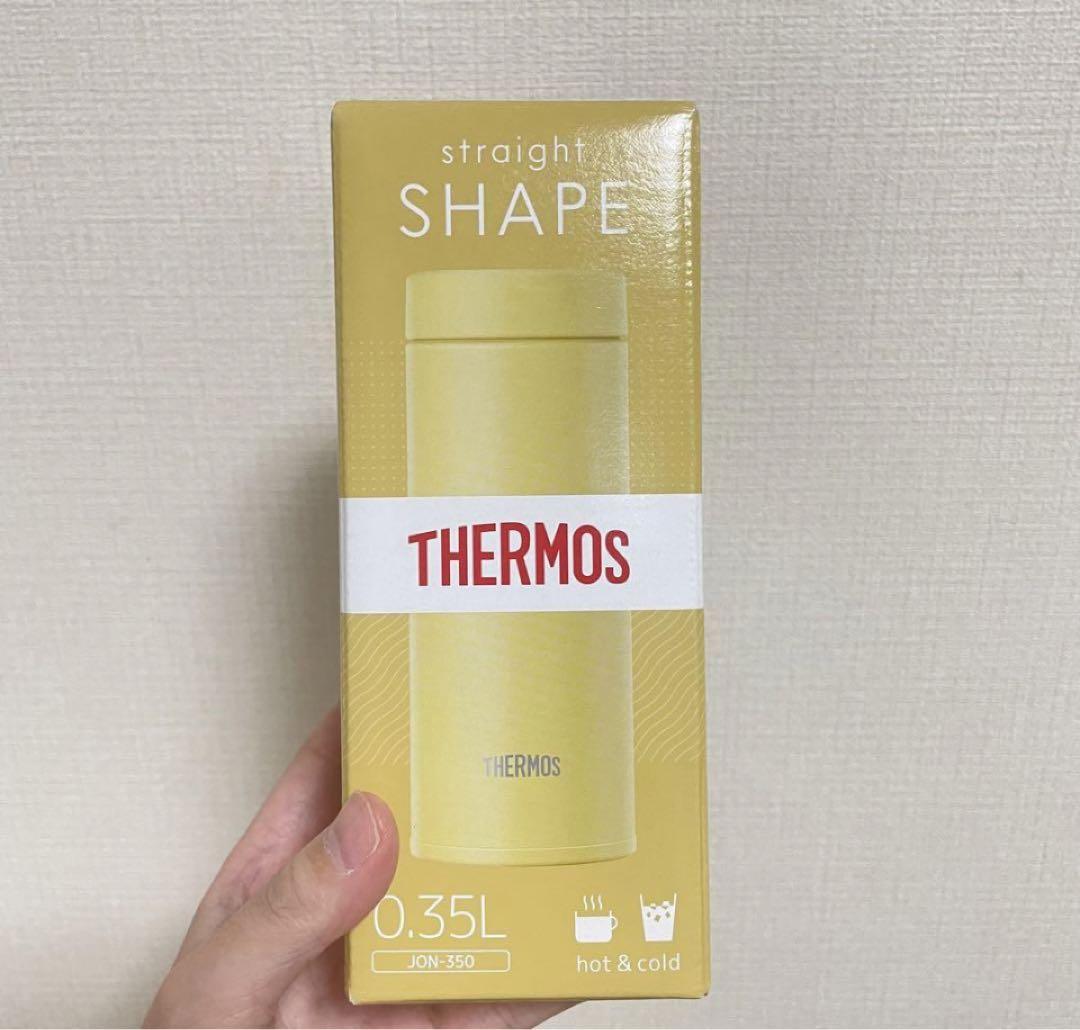 straight
SHAPE
THERMOS
THERMOS
0.35L
JON-350
hot & cold